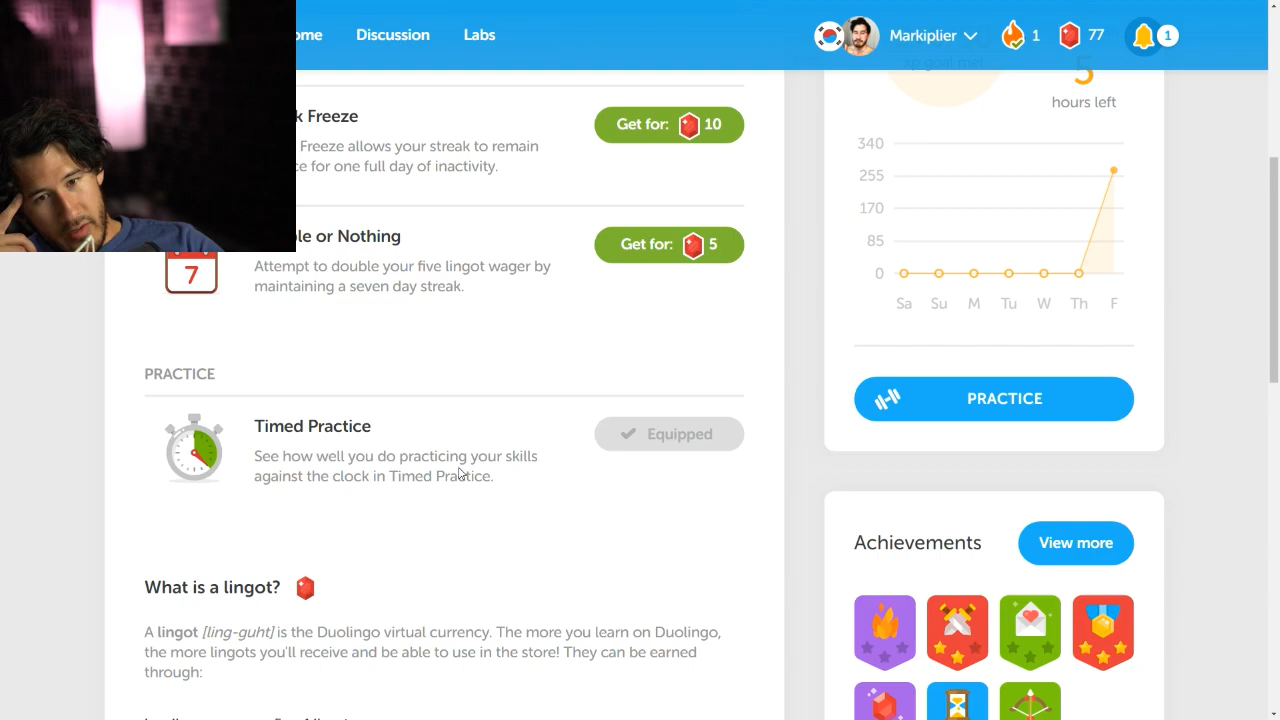 ome Discussion Labs Markiplier 1 77 1
k Freeze
Get for: 10
Freeze allows your streak to remain
ce for one full day of inactivity.
le or Nothing
Get for: 5
7
Attempt to double your five lingot wager by
maintaining a seven day streak.
PRACTICE
Timed Practice
Equipped
See how well you do practicing your skills
against the clock in Timed Practice.
What is a lingot?
A lingot [ling-guht] is the Duolingo virtual currency. The more you learn on Duolingo,
the more lingots you'll receive and be able to use in the store! They can be earned
through:
xp goal met!
5
hours left
340
255
170
85
0
Sa Su M Tu W Th F
PRACTICE
Achievements
View more